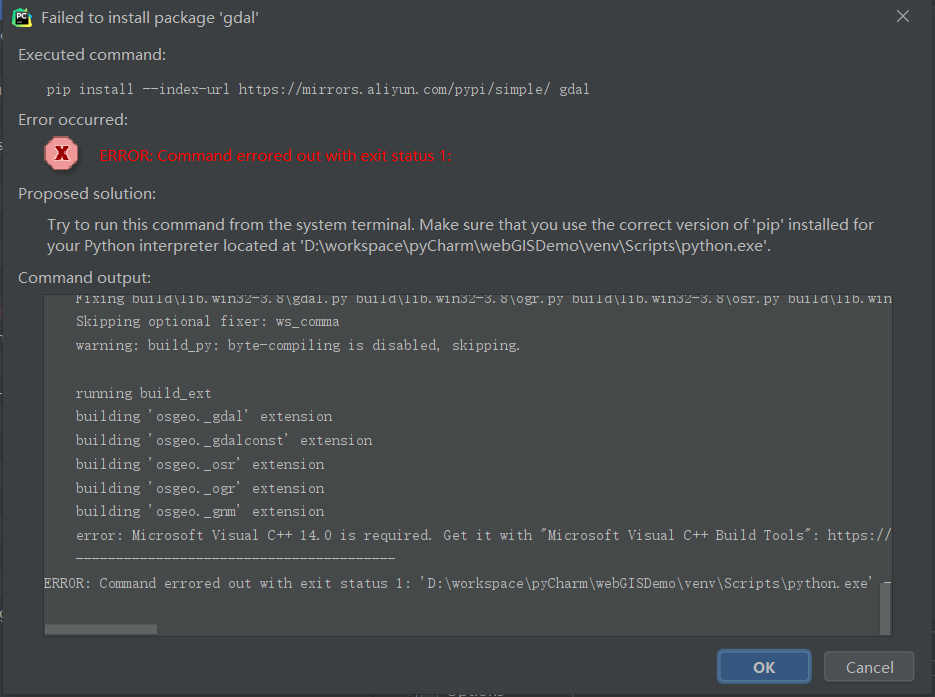 PC
Failed to install package 'gdal'
Executed command:
pip install --index-url https://mirrors.aliyun.com/pypi/simple/ gdal
Error occurred:
X
ERROR: Command errored out with exit status 1:
Proposed solution:
Try to run this command from the system terminal. Make sure that you use the correct version of 'pip' installed for
your Python interpreter located at 'D:\workspace\pyCharm\webGISDemo\venv\Scripts\python.exe'.
Command output:
Fixing build\lib.win32-3.8\gdal.py build\lib.win32-3.8\ogr.py build\lib.win32-3.8\osr.py build\lib.win
Skipping optional fixer: ws_comma
warning: build_py: byte-compiling is disabled, skipping.
running build_ext
building 'osgeo._gdal' extension
building 'osgeo._gdalconst' extension
building 'osgeo._osr' extension
building 'osgeo._ogr' extension
building 'osgeo._gnm' extension
error: Microsoft Visual C++ 14.0 is required. Get it with "Microsoft Visual C++ Build Tools": https://
----------------------------------------
ERROR: Command errored out with exit status 1: 'D:\workspace\pyCharm\webGISDemo\venv\Scripts\python.exe' -
OK
Cancel